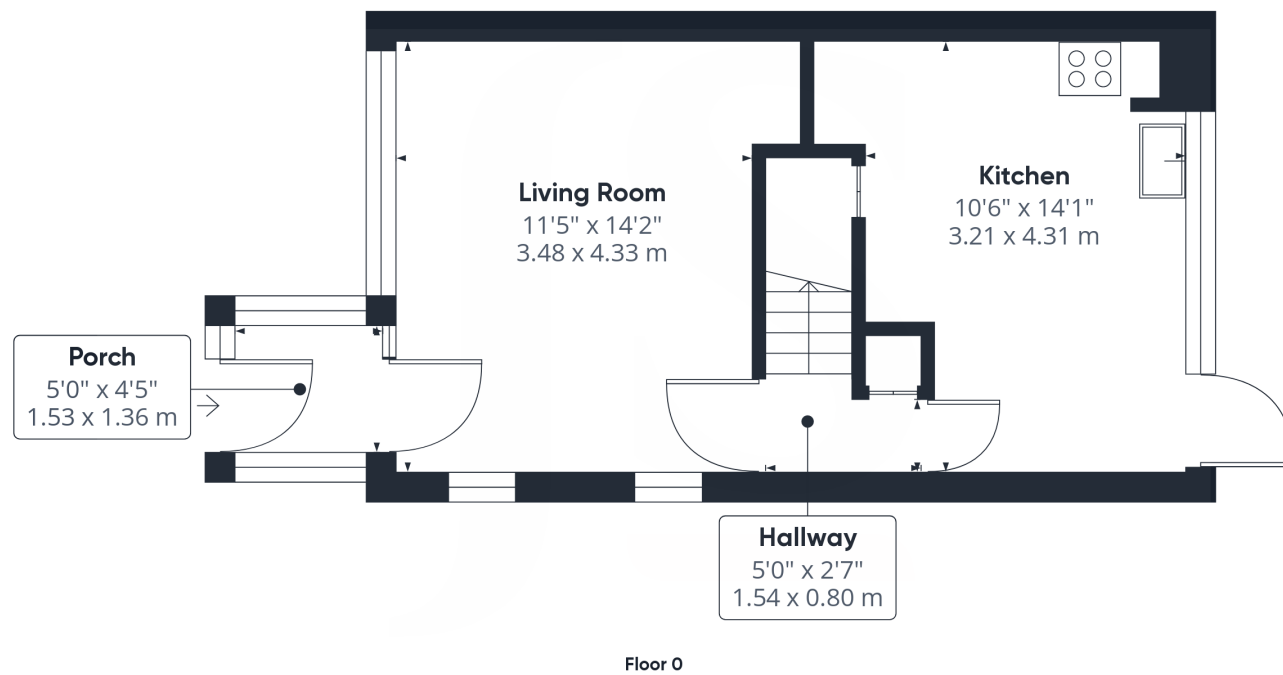 Living Room
11'5" x 14'2"
3.48 x 4.33 m
Kitchen
10'6" x 14'1"
3.21 x 4.31 m
Porch
5'0" x 4'5"
1.53 x 1.36 m
Hallway
5'0" x 2'7"
1.54 x 0.80 m
Floor 0